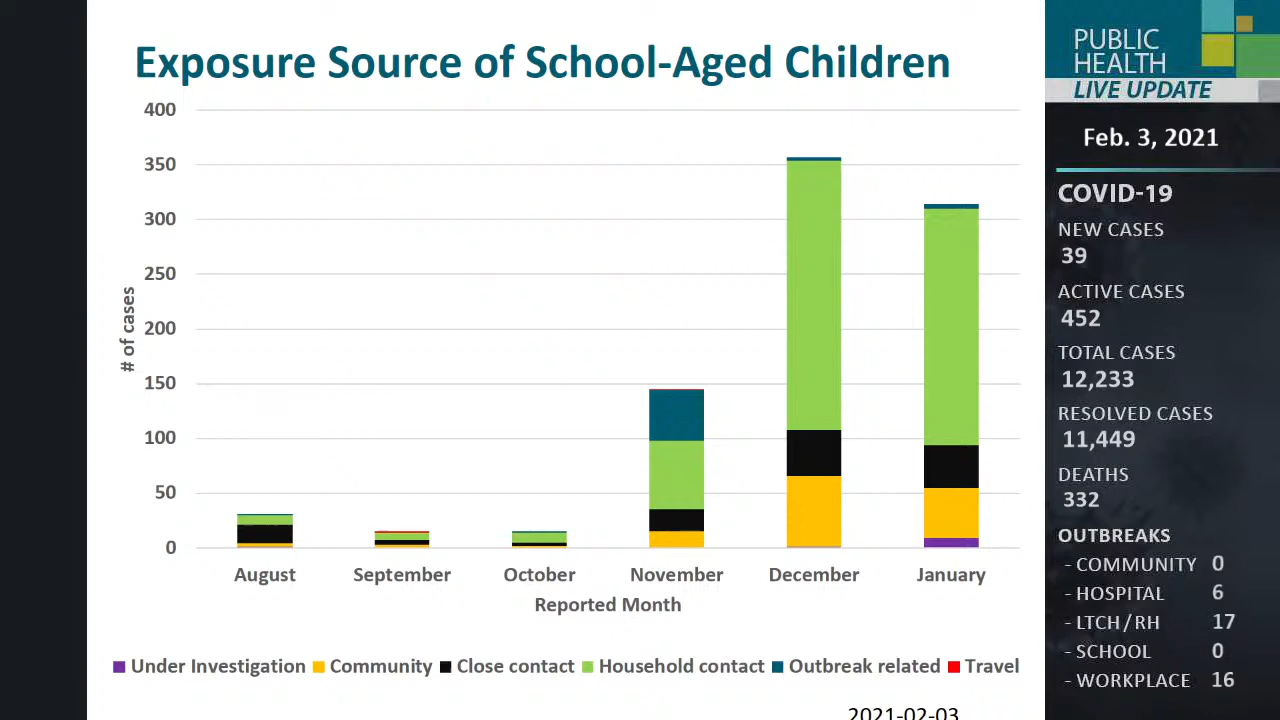 Exposure Source of School-Aged Children
400
350
300
250
200
150
100
50
0
# of cases
August September October November December January
Reported Month
Under Investigation Community Close contact Household contact Outbreak related Travel
2021-02-03
PUBLIC
HEALTH
LIVE UPDATE
Feb. 3, 2021
COVID-19
NEW CASES
39
ACTIVE CASES
452
TOTAL CASES
12,233
RESOLVED CASES
11,449
DEATHS
332
OUTBREAKS
- COMMUNITY 0
- HOSPITAL 6
- LTCH/RH 17
- SCHOOL 0
- WORKPLACE 16